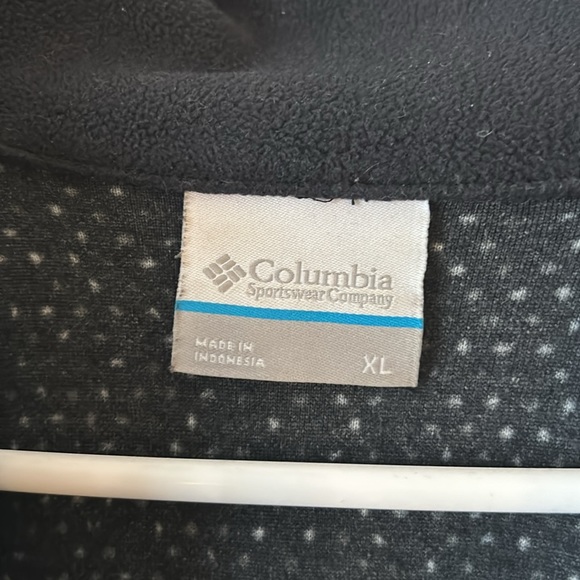 Columbia
Sportswear Company
MADE IN
INDONESIA
XL